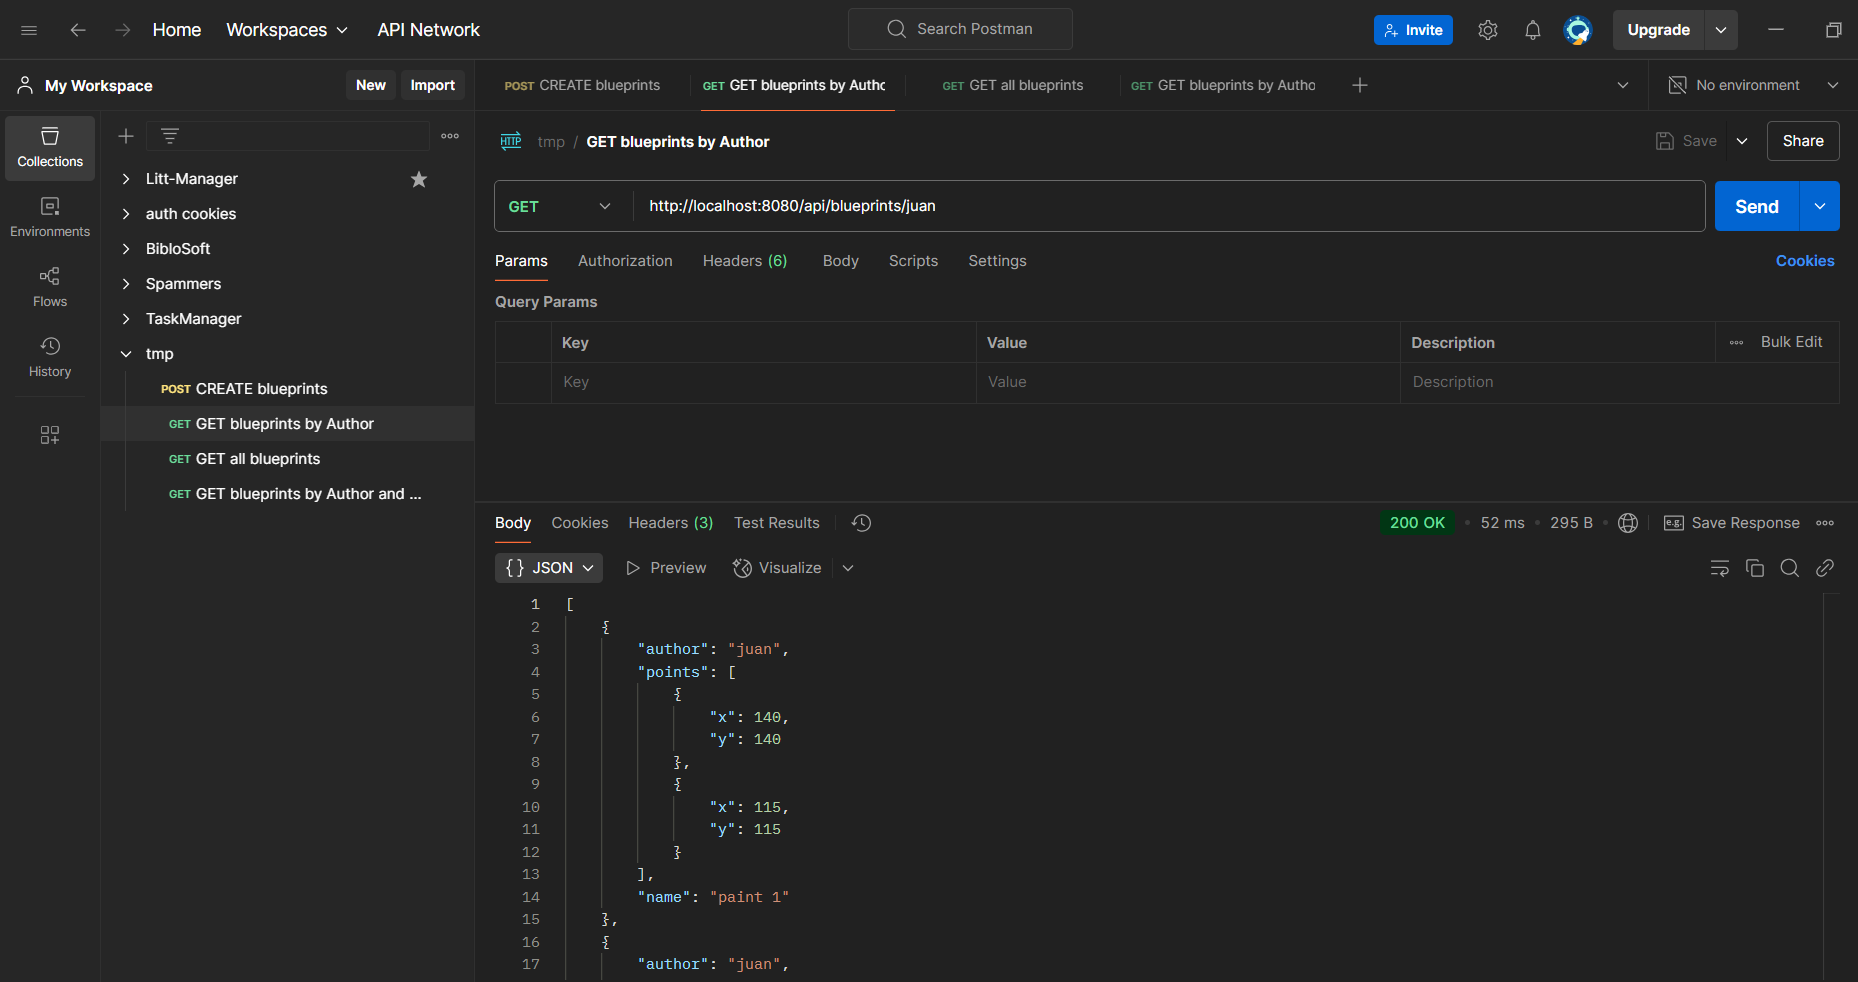 Home Workspaces API Network Search Postman Invite Upgrade
My Workspace New Import
POST CREATE blueprints GET GET blueprints by Autho GET GET all blueprints GET GET blueprints by Autho No environment
Collections
Environments
Flows
History
Litt-Manager
auth cookies
BibloSoft
Spammers
TaskManager
tmp
POST CREATE blueprints
GET GET blueprints by Author
GET GET all blueprints
GET GET blueprints by Author and ...
HTTP tmp / GET blueprints by Author Save Share
GET http://localhost:8080/api/blueprints/juan Send
Params Authorization Headers (6) Body Scripts Settings Cookies
Query Params
Key Value Description Bulk Edit
Key Value Description
Body Cookies Headers (3) Test Results 200 OK • 52 ms • 295 B • e.g. Save Response
{} JSON Preview Visualize
1 [
2 {
3 "author": "juan",
4 "points": [
5 {
6 "x": 140,
7 "y": 140
8 },
9 {
10 "x": 115,
11 "y": 115
12 }
13 ],
14 "name": "paint 1"
15 },
16 {
17 "author": "juan",